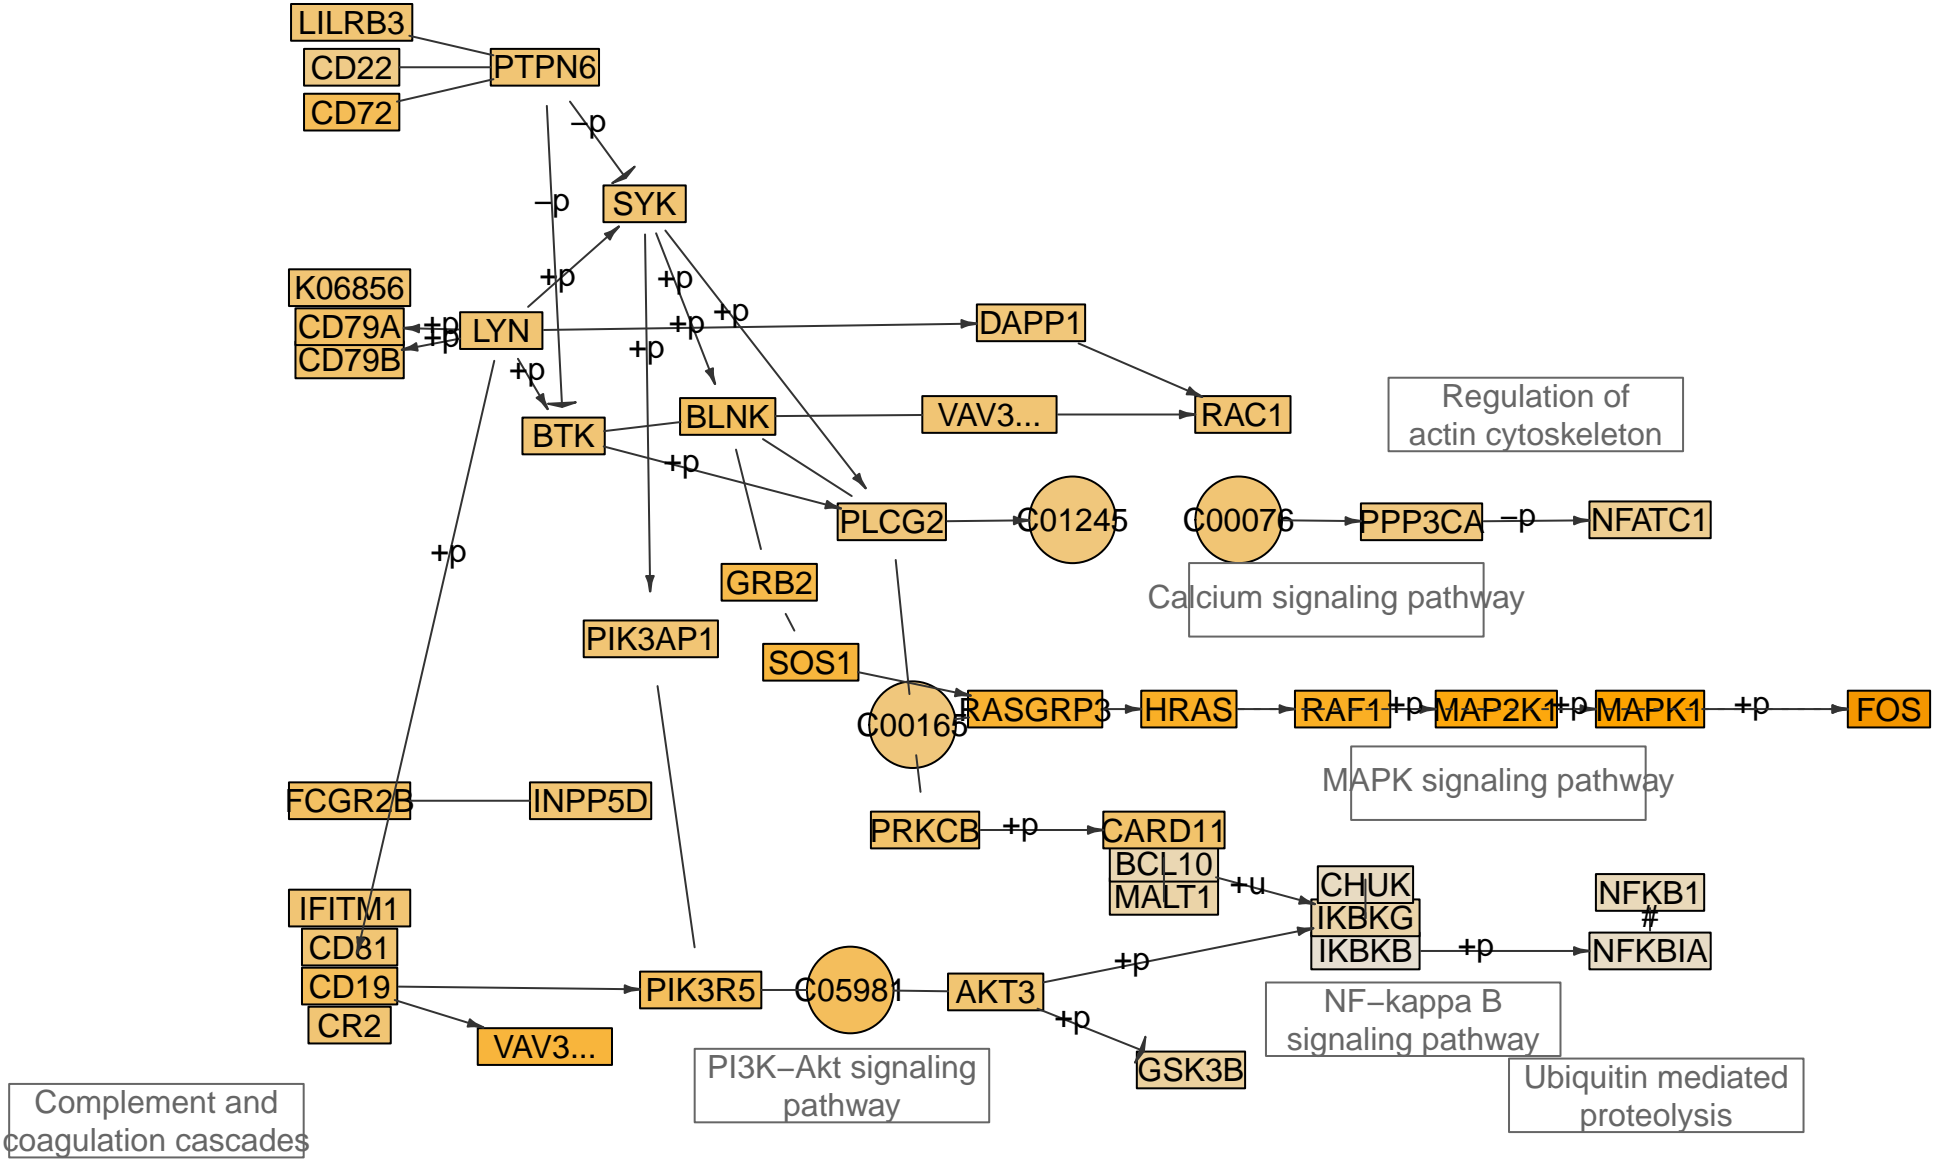 LILRB3
CD22
PTPN6
CD72
−p
SYK
−p
+p
+p
K06856
+p
CD79A
+p
LYN
+p
DAPP1
+p
CD79B
+p
+p
Regulation of
actin cytoskeleton
BTK
BLNK
VAV3...
RAC1
+p
PLCG2
C01245
C00076
PPP3CA
−p
NFATC1
+p
GRB2
Calcium signaling pathway
PIK3AP1
SOS1
C00165
RASGRP3
HRAS
RAF1
+p
MAP2K1
+p
MAPK1
+p
FOS
MAPK signaling pathway
FCGR2B
INPP5D
PRKCB
+p
CARD11
BCL10
MALT1
+u
CHUK
IKBKG
IKBKB
+p
NFKB1
#
NFKBIA
IFITM1
CD81
CD19
CR2
PIK3R5
C05981
AKT3
+p
+p
VAV3...
GSK3B
NF−kappa B
signaling pathway
PI3K−Akt signaling
pathway
Ubiquitin mediated
proteolysis
Complement and
coagulation cascades